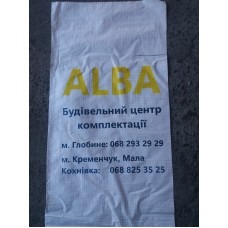 ALBA
Будівельний центр
комплектації
м. Глобине: 068 293 29 29
м. Кременчук, Мала
Кохнівка: 068 825 35 25